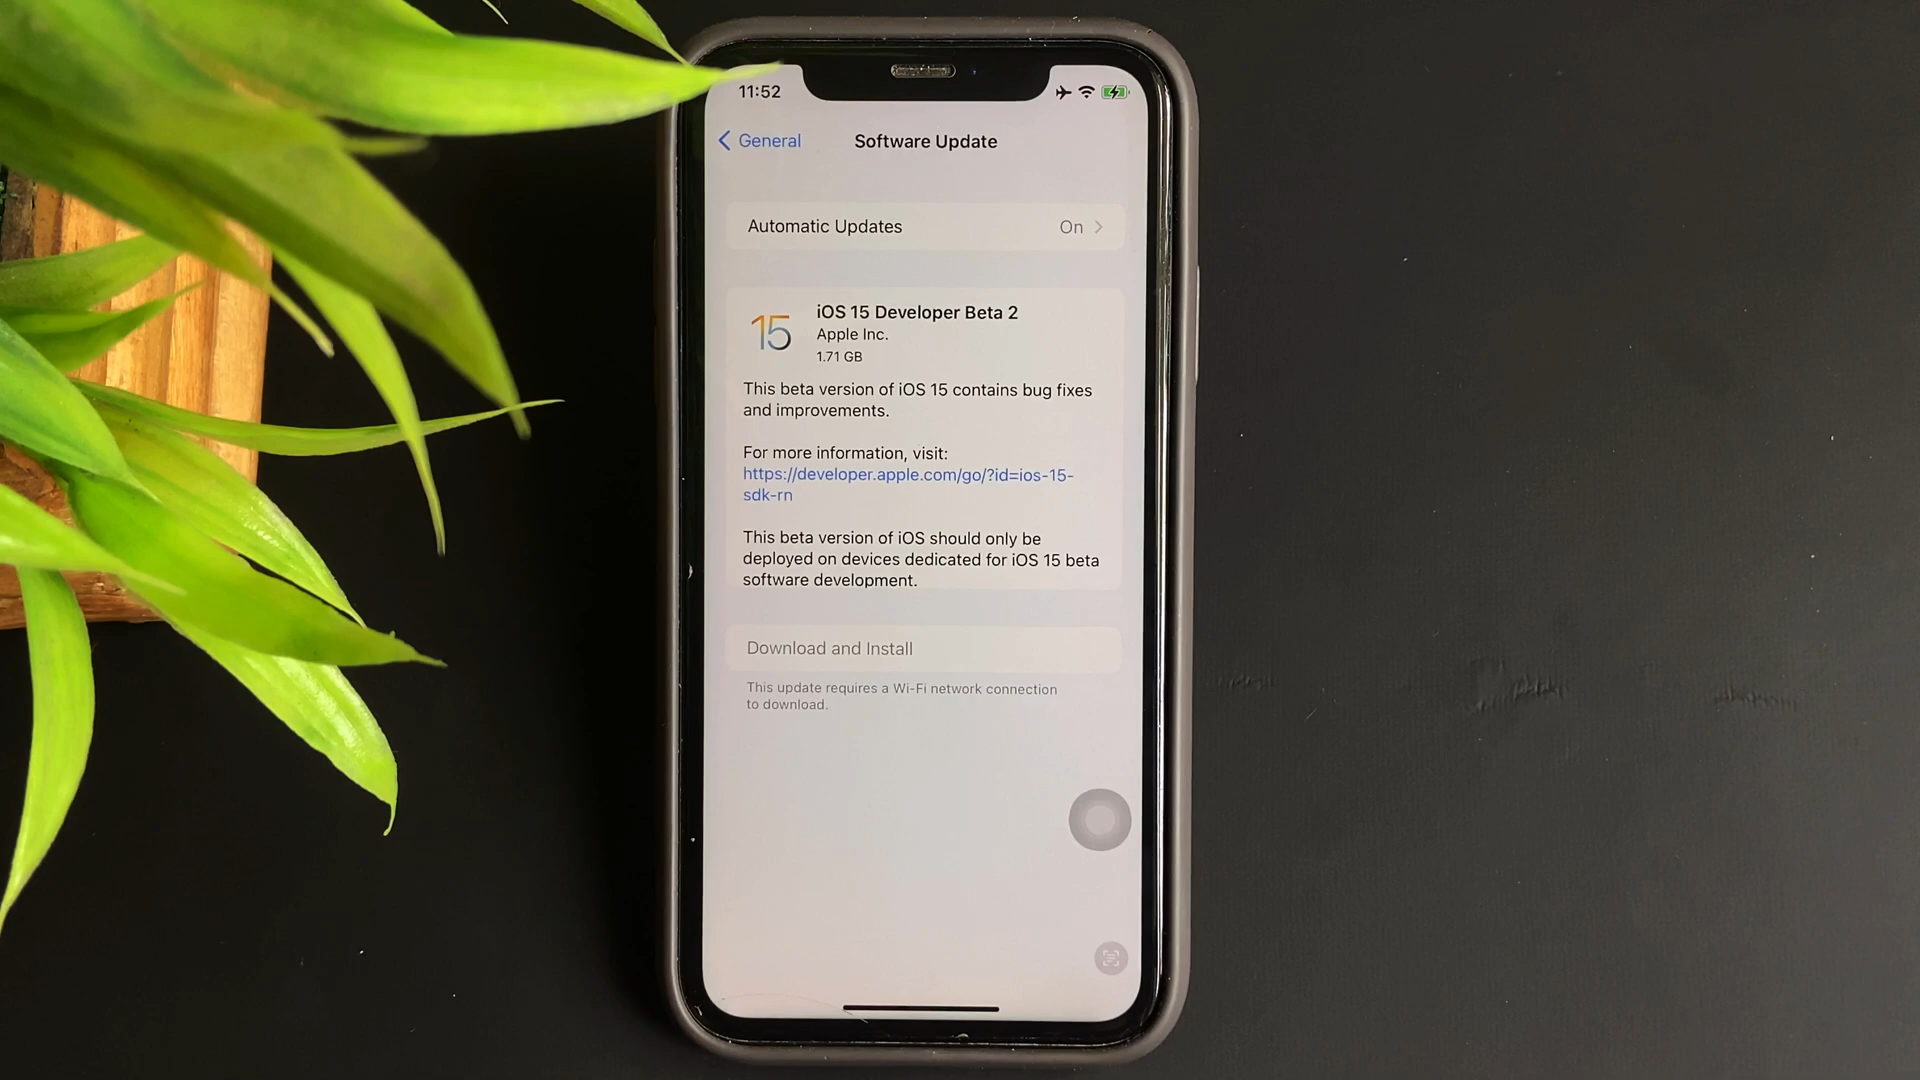 11:52
General
Software Update
Automatic Updates On
15
iOS 15 Developer Beta 2
Apple Inc.
1.71 GB
This beta version of iOS 15 contains bug fixes
and improvements.
For more information, visit:
https://developer.apple.com/go/?id=ios-15-
sdk-rn
This beta version of iOS should only be
deployed on devices dedicated for iOS 15 beta
software development.
Download and Install
This update requires a Wi-Fi network connection
to download.